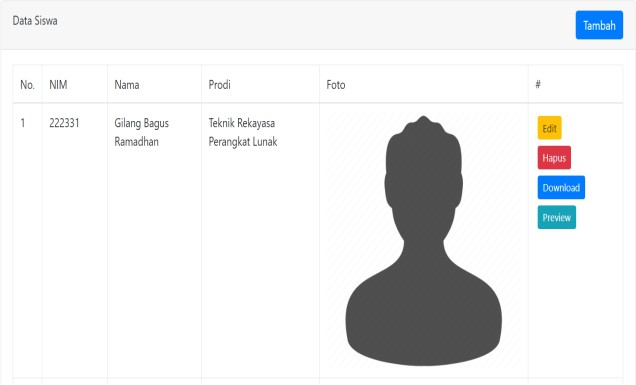 Data Siswa
Tambah
No. NIM Nama Prodi Foto #
1 222331 Gilang Bagus Ramadhan Teknik Rekayasa Perangkat Lunak
Edit
Hapus
Download
Preview